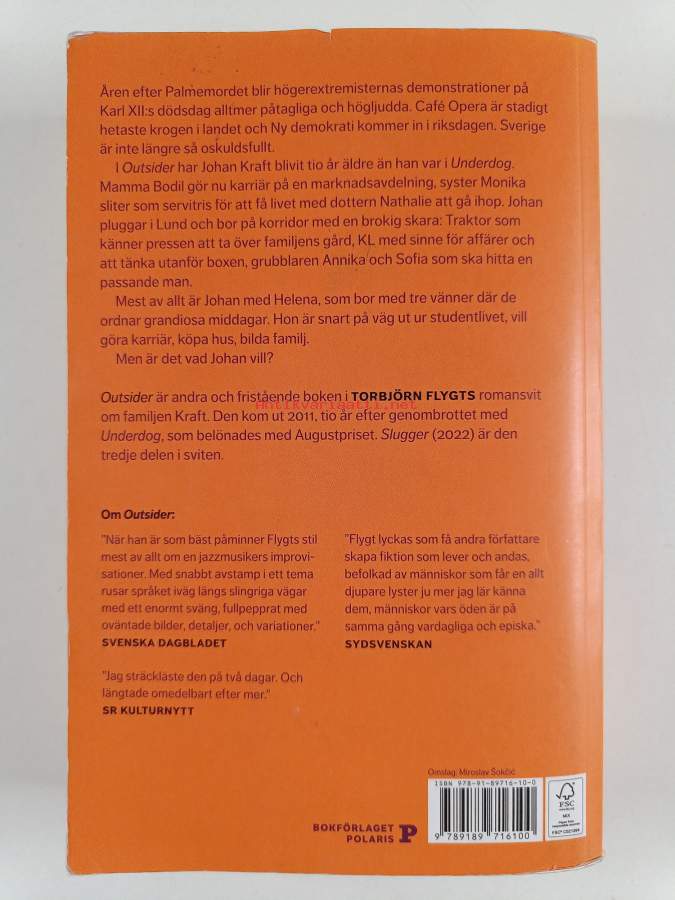 Åren efter Palmemordet blir högerextremisternas demonstrationer på
Karl XII:s dödsdag alltmer påtagliga och högljudda. Café Opera är stadigt
hetaste krogen i landet och Ny demokrati kommer in i riksdagen. Sverige
är inte längre så oskuldsfullt.
I Outsider har Johan Kraft blivit tio år äldre än han var i Underdog.
Mamma Bodil gör nu karriär på en marknadsavdelning, syster Monika
sliter som servitris för att få livet med dottern Nathalie att gå ihop. Johan
pluggar i Lund och bor på korridor med en brokig skara: Traktor som
känner pressen att ta över familjens gård, KL med sinne för affärer och
att tänka utanför boxen, grubblaren Annika och Sofia som ska hitta en
passande man.
Mest av allt är Johan med Helena, som bor med tre vänner där de
ordnar grandiosa middagar. Hon är snart på väg ut ur studentlivet, vill
göra karriär, köpa hus, bilda familj.
Men är det vad Johan vill?
Outsider är andra och fristående boken i TORBJÖRN FLYGTS romansvit
Antikvariaatti.net
om familjen Kraft. Den kom ut 2011, tio år efter genombrottet med
Underdog, som belönades med Augustpriset. Slugger (2022) är den
tredje delen i sviten.
Om Outsider:
"När han är som bäst påminner Flygts stil
mest av allt om en jazzmusikers improvi-
sationer. Med snabbt avstamp i ett tema
rusar språket iväg längs slingriga vägar
med ett enormt sväng, fullpepprat med
oväntade bilder, detaljer, och variationer."
SVENSKA DAGBLADET
"Jag sträckläste den på två dagar. Och
längtade omedelbart efter mer."
SR KULTURNYTT
"Flygt lyckas som få andra författare
skapa fiktion som lever och andas,
befolkad av människor som får en allt
djupare lyster ju mer jag lär känna
dem, människor vars öden är på
samma gång vardagliga och episka."
SYDSVENSKAN
Omslag: Miroslav Šokčić
ISBN 978-91-89716-10-0
9 789189 716100
FSC
MIX
BOKFÖRLAGET
POLARIS P